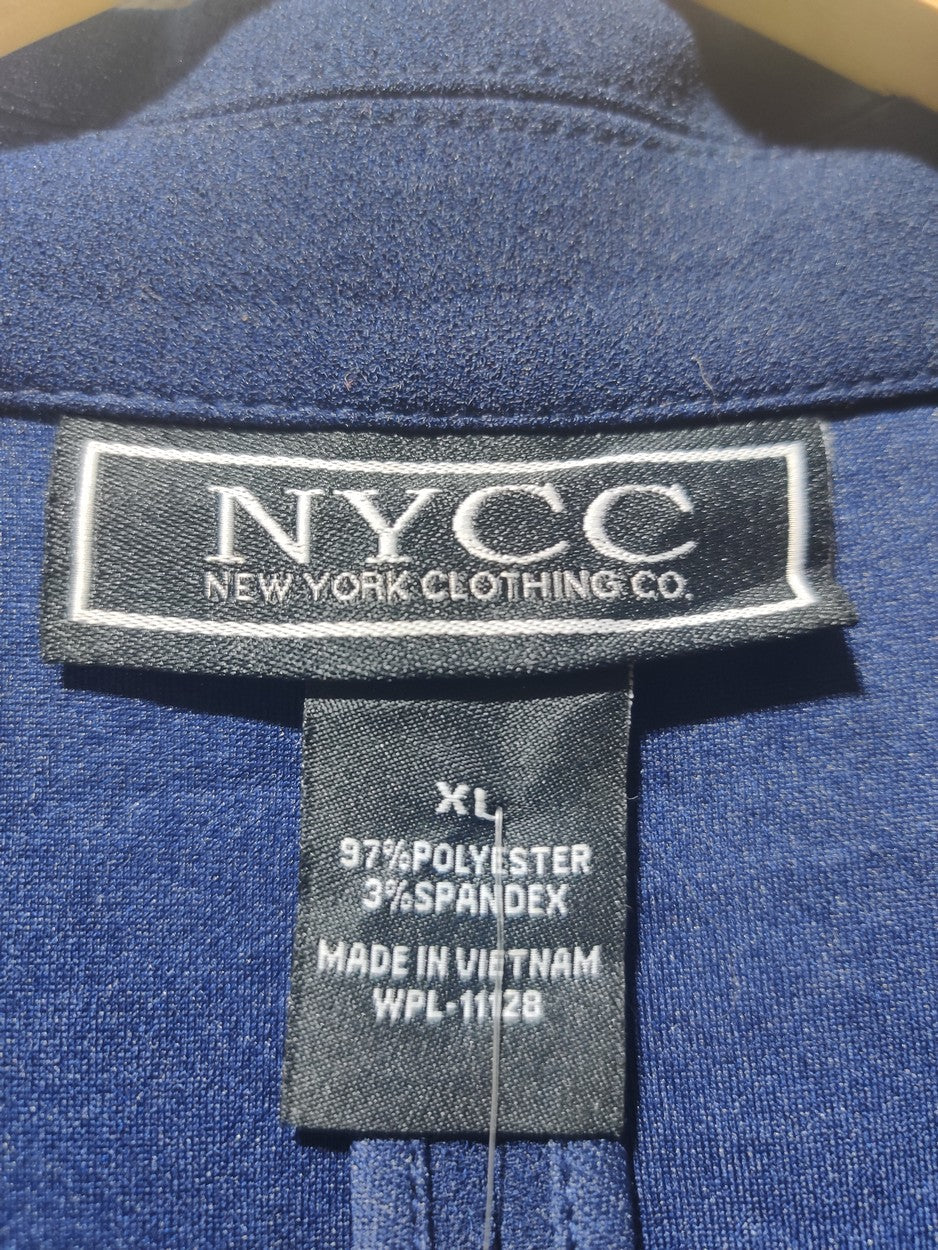 NYCC
NEW YORK CLOTHING CO.
XL
97%POLYESTER
3%SPANDEX
MADE IN VIETNAM
WPL-11128